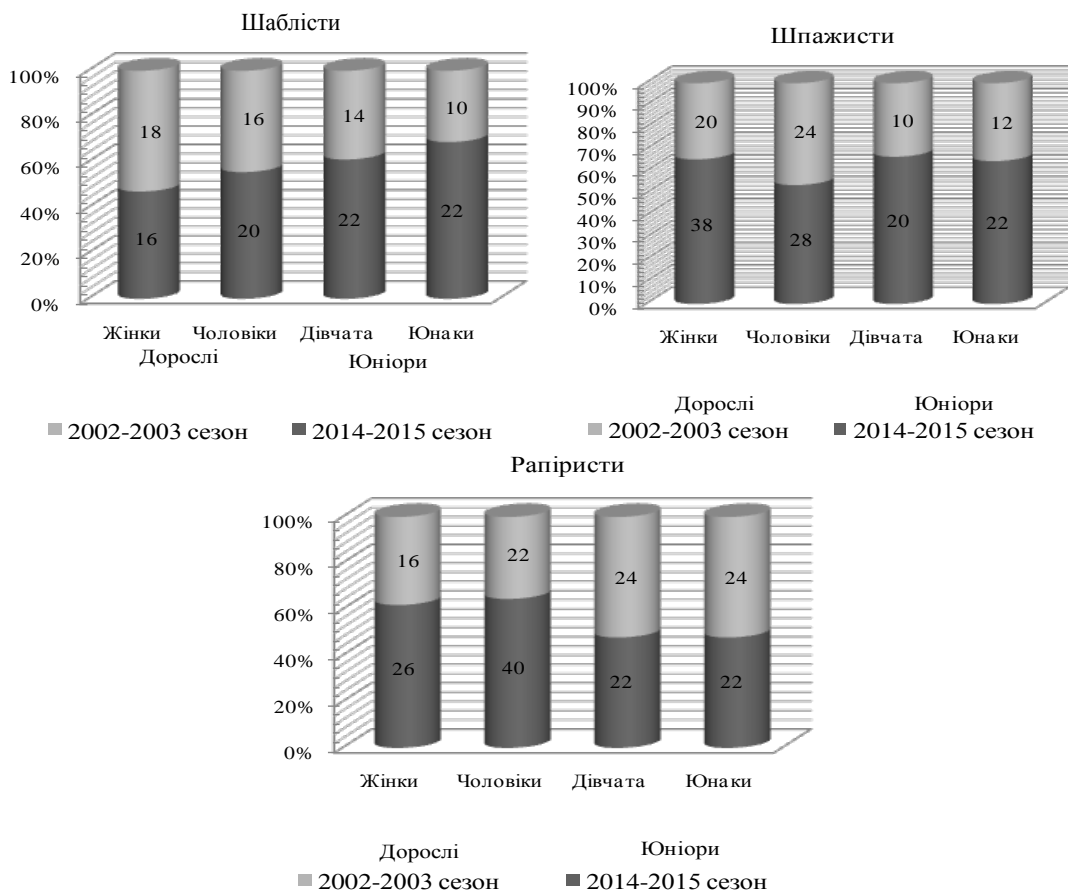 Шаблісти
100%
80%
60%
40%
20%
0%
18 16 14 10
16 20 22 22
Жінки Чоловіки Дівчата Юнаки
Дорослі Юніори
2002-2003 сезон 2014-2015 сезон
Шпажисти
100%
90%
80%
70%
60%
50%
40%
30%
20%
10%
0%
20 24 10 12
38 28 20 22
Жінки Чоловіки Дівчата Юнаки
Дорослі Юніори
2002-2003 сезон 2014-2015 сезон
Рапіристи
100%
80%
60%
40%
20%
0%
16 22 24 24
26 40 22 22
Жінки Чоловіки Дівчата Юнаки
Дорослі Юніори
2002-2003 сезон 2014-2015 сезон